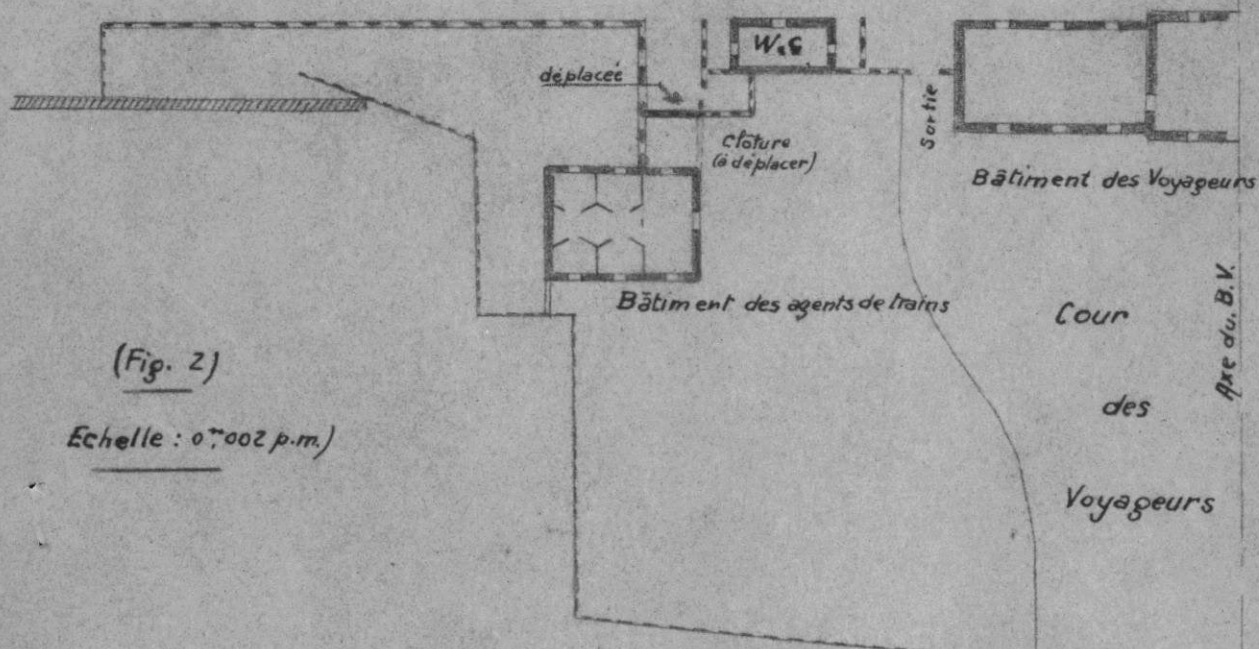 W.C
déplacée
Clôture
(à déplacer)
Sortie
Bâtiment des Voyageurs
Bâtiment des agents de trains
Cour
des
Voyageurs
Axe du. B.V.
(Fig. 2)
Echelle : 0m,002 p.m.)